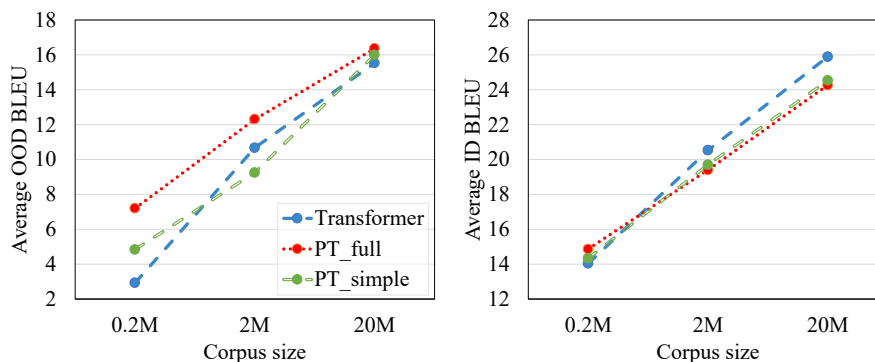 Average OOD BLEU
18
16
14
12
10
8
6
4
2
0.2M 2M 20M
Corpus size
Transformer
PT_full
PT_simple
Average ID BLEU
28
26
24
22
20
18
16
14
12
0.2M 2M 20M
Corpus size